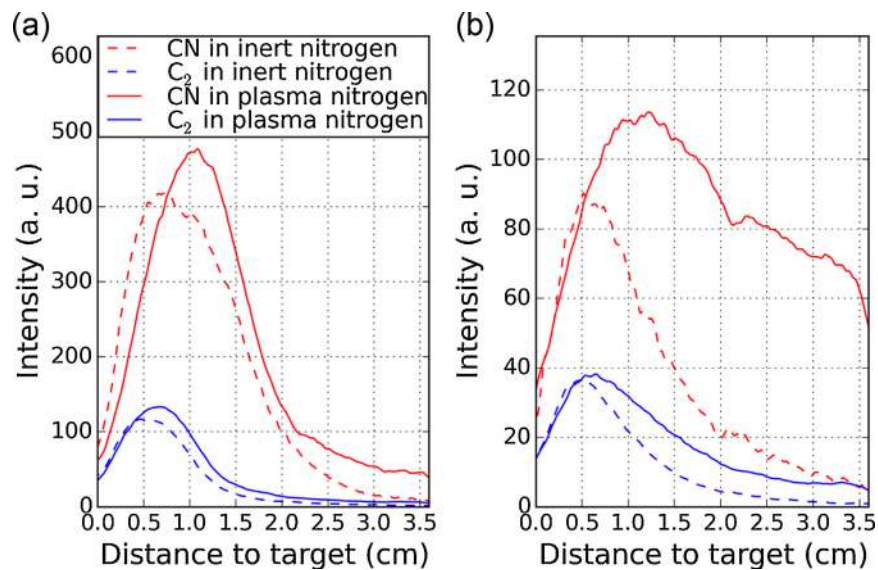 (a)
600
500
400
300
200
100
0
Intensity (a. u.)
CN in inert nitrogen
C₂ in inert nitrogen
CN in plasma nitrogen
C₂ in plasma nitrogen
0.0 0.5 1.0 1.5 2.0 2.5 3.0 3.5
Distance to target (cm)
(b)
120
100
80
60
40
20
0
Intensity (a. u.)
0.0 0.5 1.0 1.5 2.0 2.5 3.0 3.5
Distance to target (cm)